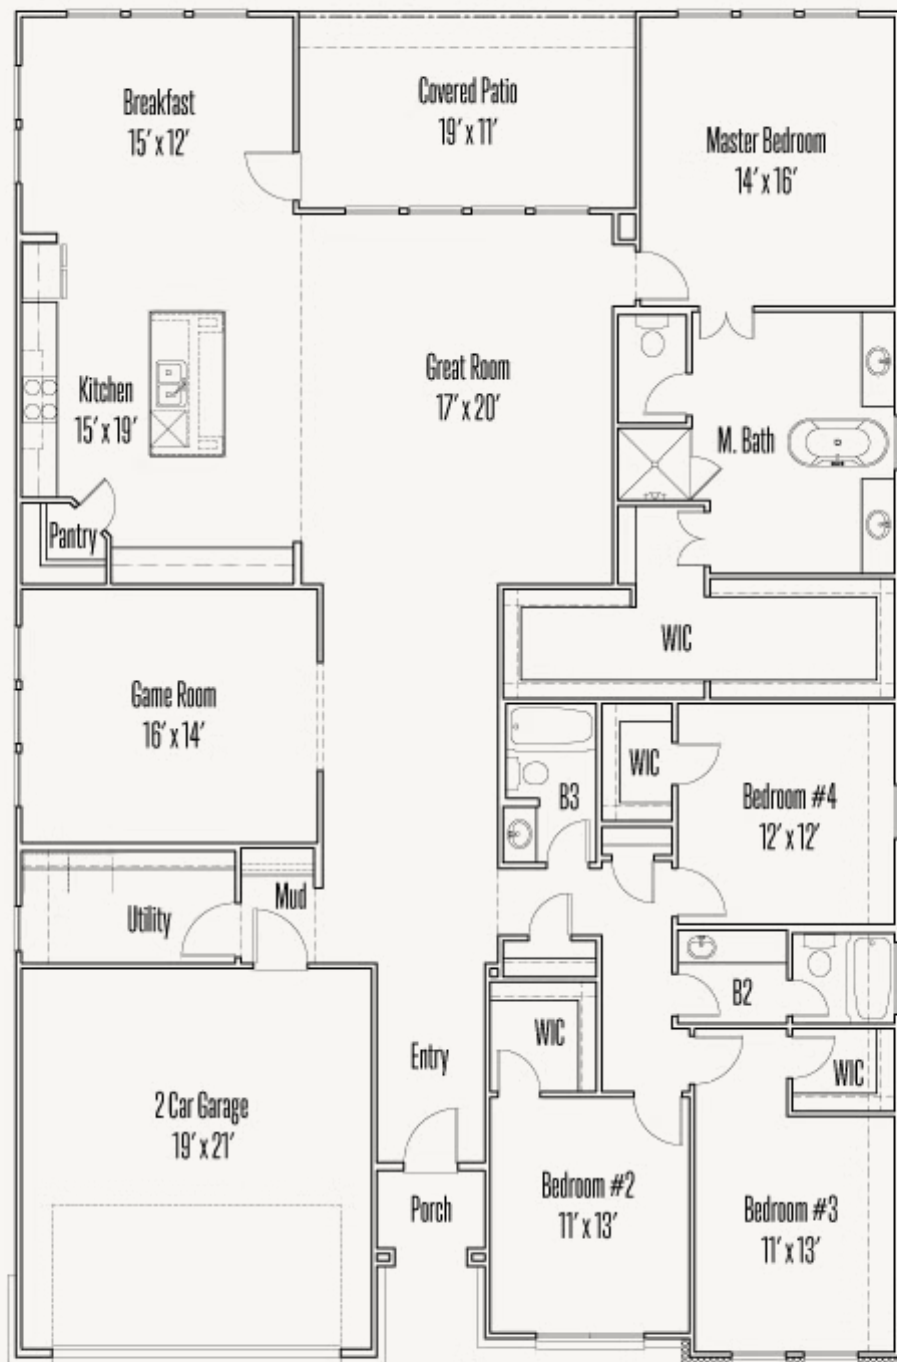 Breakfast
15' x 12'
Covered Patio
19' x 11'
Master Bedroom
14' x 16'
Kitchen
15' x 19'
Great Room
17' x 20'
M. Bath
Pantry
WIC
Game Room
16' x 14'
B3
WIC
Bedroom #4
12' x 12'
Utility
Mud
B2
WIC
Entry
WIC
2 Car Garage
19' x 21'
Porch
Bedroom #2
11' x 13'
Bedroom #3
11' x 13'